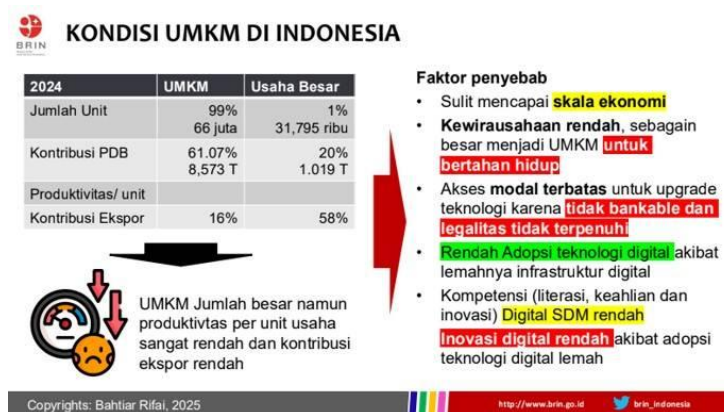 BRIN
KONDISI UMKM DI INDONESIA
2024 UMKM Usaha Besar
Jumlah Unit 99% 1%
66 juta 31,795 ribu
Kontribusi PDB 61.07% 20%
8,573 T 1.019 T
Produktivitas/ unit
Kontribusi Ekspor 16% 58%
UMKM Jumlah besar namun
produktivtas per unit usaha
sangat rendah dan kontribusi
ekspor rendah
Faktor penyebab
• Sulit mencapai skala ekonomi
• Kewirausahaan rendah, sebagain
besar menjadi UMKM untuk
bertahan hidup
• Akses modal terbatas untuk upgrade
teknologi karena tidak bankable dan
legalitas tidak terpenuhi
• Rendah Adopsi teknologi digital akibat
lemahnya infrastruktur digital
• Kompetensi (literasi, keahlian dan
inovasi) Digital SDM rendah
Inovasi digital rendah akibat adopsi
teknologi digital lemah
Copyrights: Bahtiar Rifai, 2025
http://www.brin.go.id
brin_indonesia